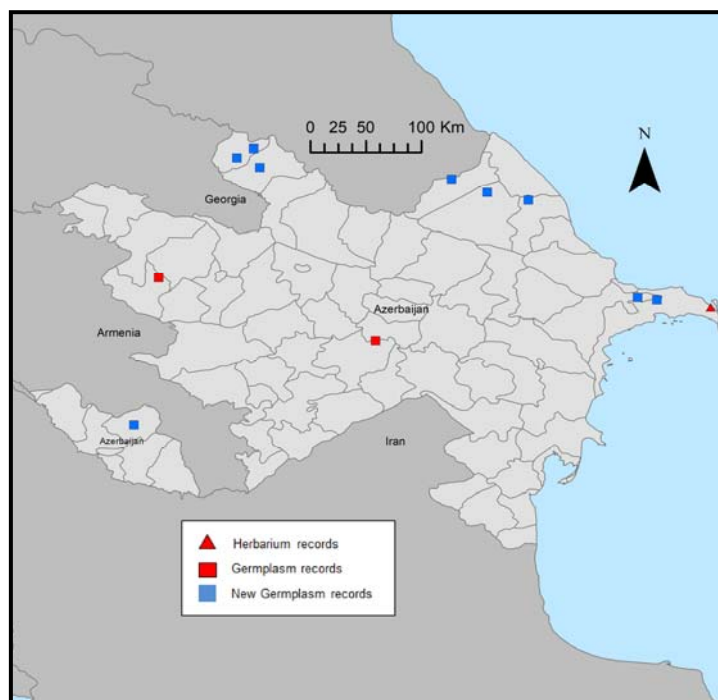 0 25 50 100 Km
N
Georgia
Azerbaijan
Armenia
Azerbaijan
Iran
Herbarium records
Germplasm records
New Germplasm records